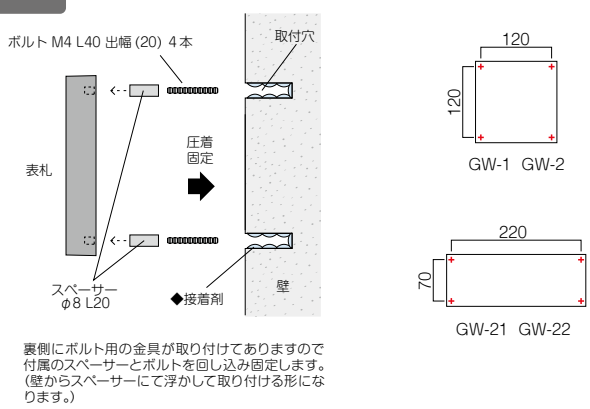 ボルト M4 L40 出幅(20) 4本
取付穴
表札
圧着
固定
スペーサー
φ8 L20
◆接着剤
壁
裏側にボルト用の金具が取り付けてありますので
付属のスペーサーとボルトを回し込み固定します。
(壁からスペーサーにて浮かして取り付ける形にな
ります。)
120
120
GW-1 GW-2
220
70
GW-21 GW-22